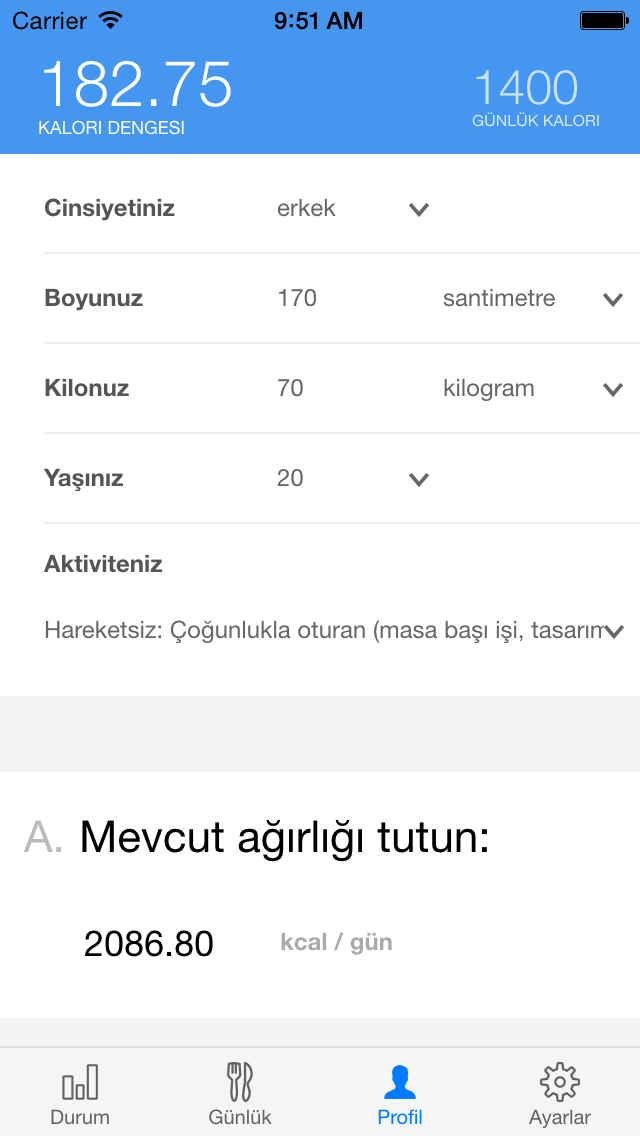 Carrier 9:51 AM
182.75 1400
KALORI DENGESI GÜNLÜK KALORI
Cinsiyetiniz erkek
Boyunuz 170 santimetre
Kilonuz 70 kilogram
Yaşınız 20
Aktiviteniz
Hareketsiz: Çoğunlukla oturan (masa başı işi, tasarım
A. Mevcut ağırlığı tutun:
2086.80 kcal / gün
Durum Günlük Profil Ayarlar